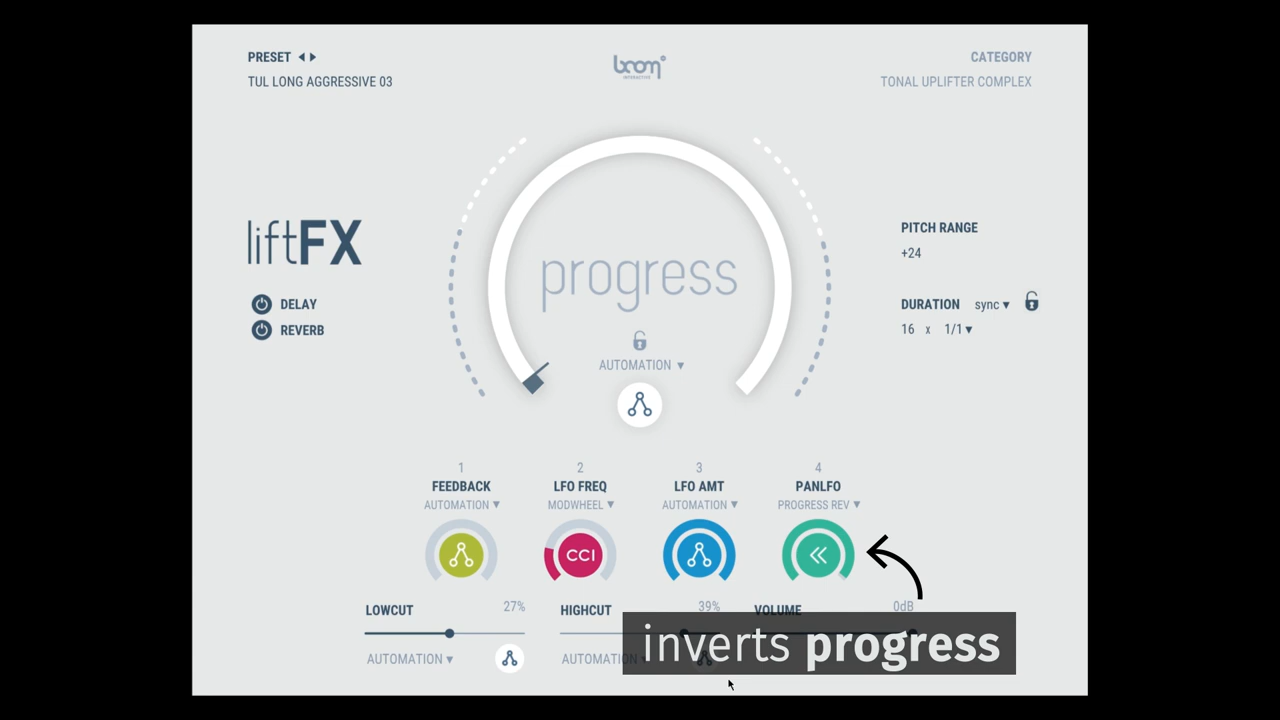 PRESET
TUL LONG AGGRESSIVE 03
boom
INTERACTIVE
CATEGORY
TONAL UPLIFTER COMPLEX
liftFX
DELAY
REVERB
progress
AUTOMATION
PITCH RANGE
+24
DURATION sync
16 x 1/1
1
FEEDBACK
AUTOMATION
2
LFO FREQ
MODWHEEL
CC1
3
LFO AMT
AUTOMATION
4
PANLFO
PROGRESS REV
LOWCUT 27%
AUTOMATION
HIGHCUT 39%
AUTOMATION
VOLUME 0dB
inverts progress